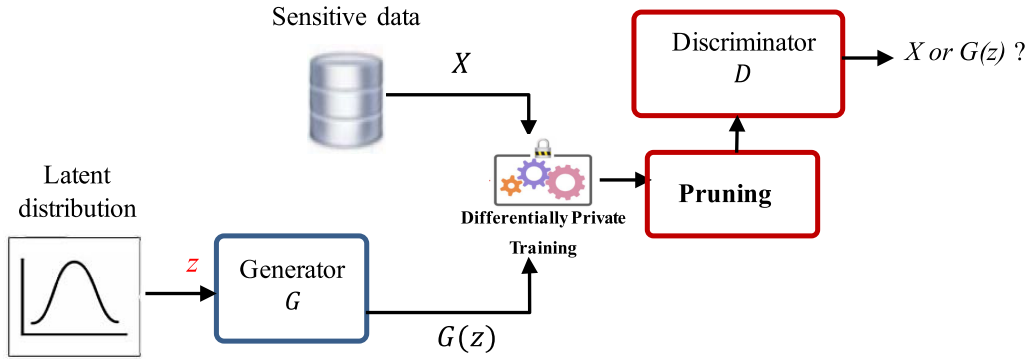 Sensitive data
X
Discriminator
D
X or G(z) ?
Latent
distribution
Pruning
Differentially Private
Training
z
Generator
G
G(z)